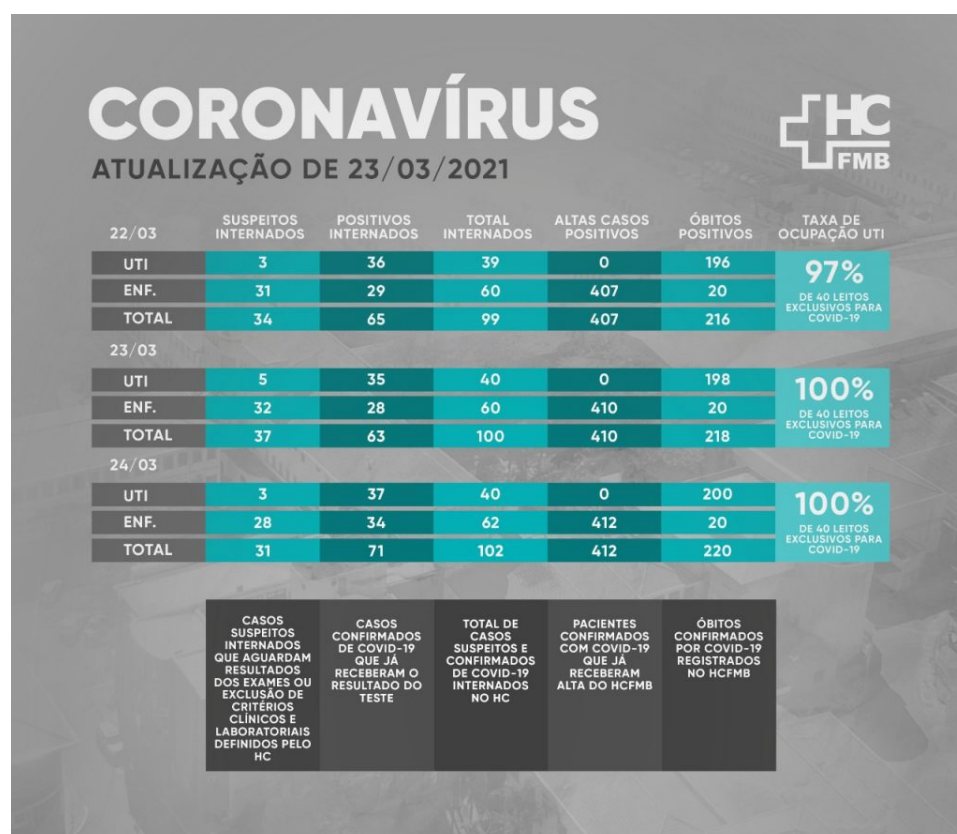 CORONAVÍRUS
ATUALIZAÇÃO DE 23/03/2021
HC
FMB
22/03 SUSPEITOS INTERNADOS POSITIVOS INTERNADOS TOTAL INTERNADOS ALTAS CASOS POSITIVOS ÓBITOS POSITIVOS TAXA DE OCUPAÇÃO UTI
UTI 3 36 39 0 196
ENF. 31 29 60 407 20
TOTAL 34 65 99 407 216
97%
DE 40 LEITOS
EXCLUSIVOS PARA
COVID-19
23/03
UTI 5 35 40 0 198
ENF. 32 28 60 410 20
TOTAL 37 63 100 410 218
100%
DE 40 LEITOS
EXCLUSIVOS PARA
COVID-19
24/03
UTI 3 37 40 0 200
ENF. 28 34 62 412 20
TOTAL 31 71 102 412 220
100%
DE 40 LEITOS
EXCLUSIVOS PARA
COVID-19
CASOS
SUSPEITOS
INTERNADOS
QUE AGUARDAM
RESULTADOS
DOS EXAMES OU
EXCLUSÃO DE
CRITÉRIOS
CLÍNICOS E
LABORATORIAIS
DEFINIDOS PELO
HC
CASOS
CONFIRMADOS
DE COVID-19
QUE JÁ
RECEBERAM O
RESULTADO DO
TESTE
TOTAL DE
CASOS
SUSPEITOS E
CONFIRMADOS
DE COVID-19
INTERNADOS
NO HC
PACIENTES
CONFIRMADOS
COM COVID-19
QUE JÁ
RECEBERAM
ALTA DO HCFMB
ÓBITOS
CONFIRMADOS
POR COVID-19
REGISTRADOS
NO HCFMB